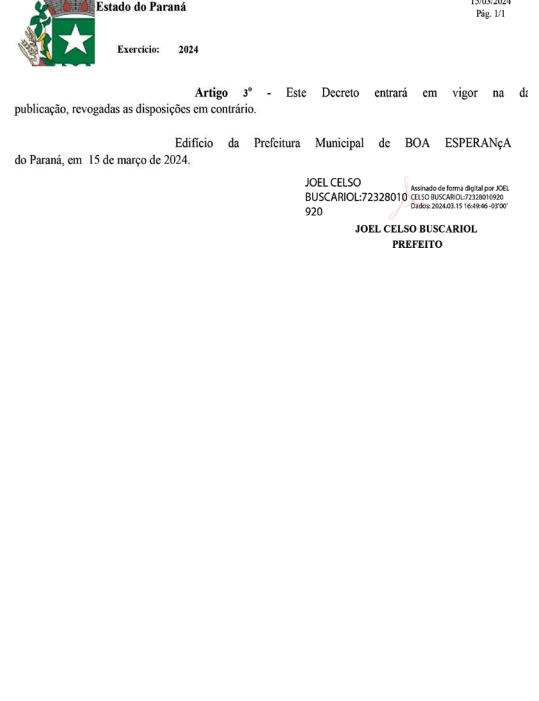 Estado do Paraná
15/03/2024
Pág. 1/1
Exercício: 2024
Artigo 3º - Este Decreto entrará em vigor na da
publicação, revogadas as disposições em contrário.
Edifício da Prefeitura Municipal de BOA ESPERANçA
do Paraná, em 15 de março de 2024.
JOEL CELSO
BUSCARIOL:72328010
920
Assinado de forma digital por JOEL
CELSO BUSCARIOL:72328010920
Dados: 2024.03.15 16:49:46 -03'00'
JOEL CELSO BUSCARIOL
PREFEITO